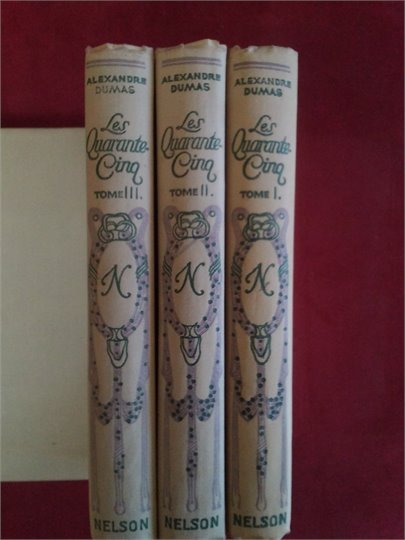 ALEXANDRE
DUMAS
Les
Quarante-
Cinq
TOME III.
N
NELSON
ALEXANDRE
DUMAS
Les
Quarante-
Cinq
TOME II.
N
NELSON
ALEXANDRE
DUMAS
Les
Quarante-
Cinq
TOME I.
N
NELSON